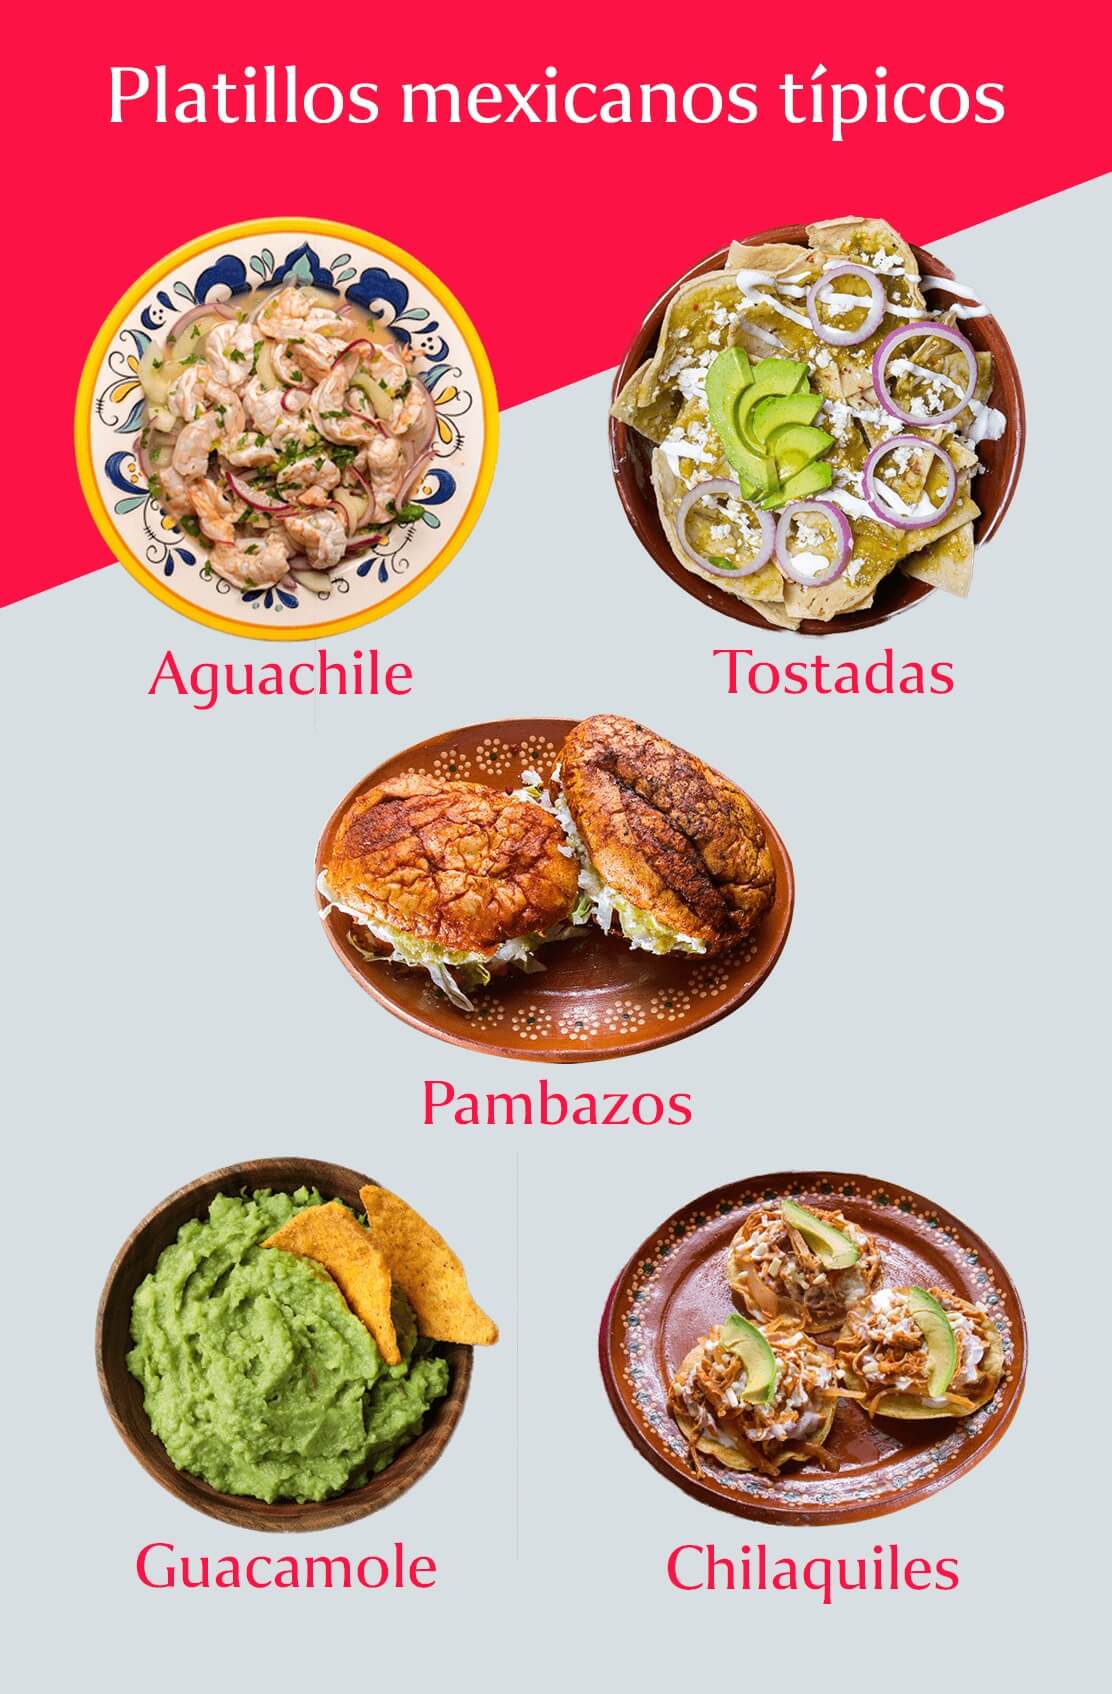 Platillos mexicanos típicos
Aguachile
Tostadas
Pambazos
Guacamole
Chilaquiles